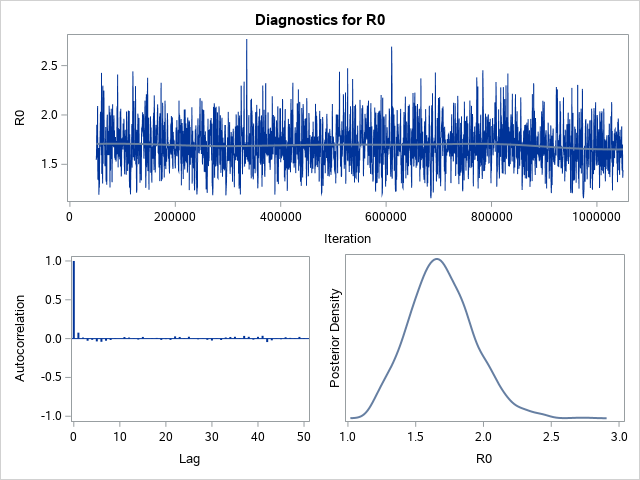 Diagnostics for R0
R0
2.5
2.0
1.5
0 200000 400000 600000 800000 1000000
Iteration
Autocorrelation
1.0
0.5
0.0
-0.5
-1.0
0 10 20 30 40 50
Lag
Posterior Density
1.0 1.5 2.0 2.5 3.0
R0